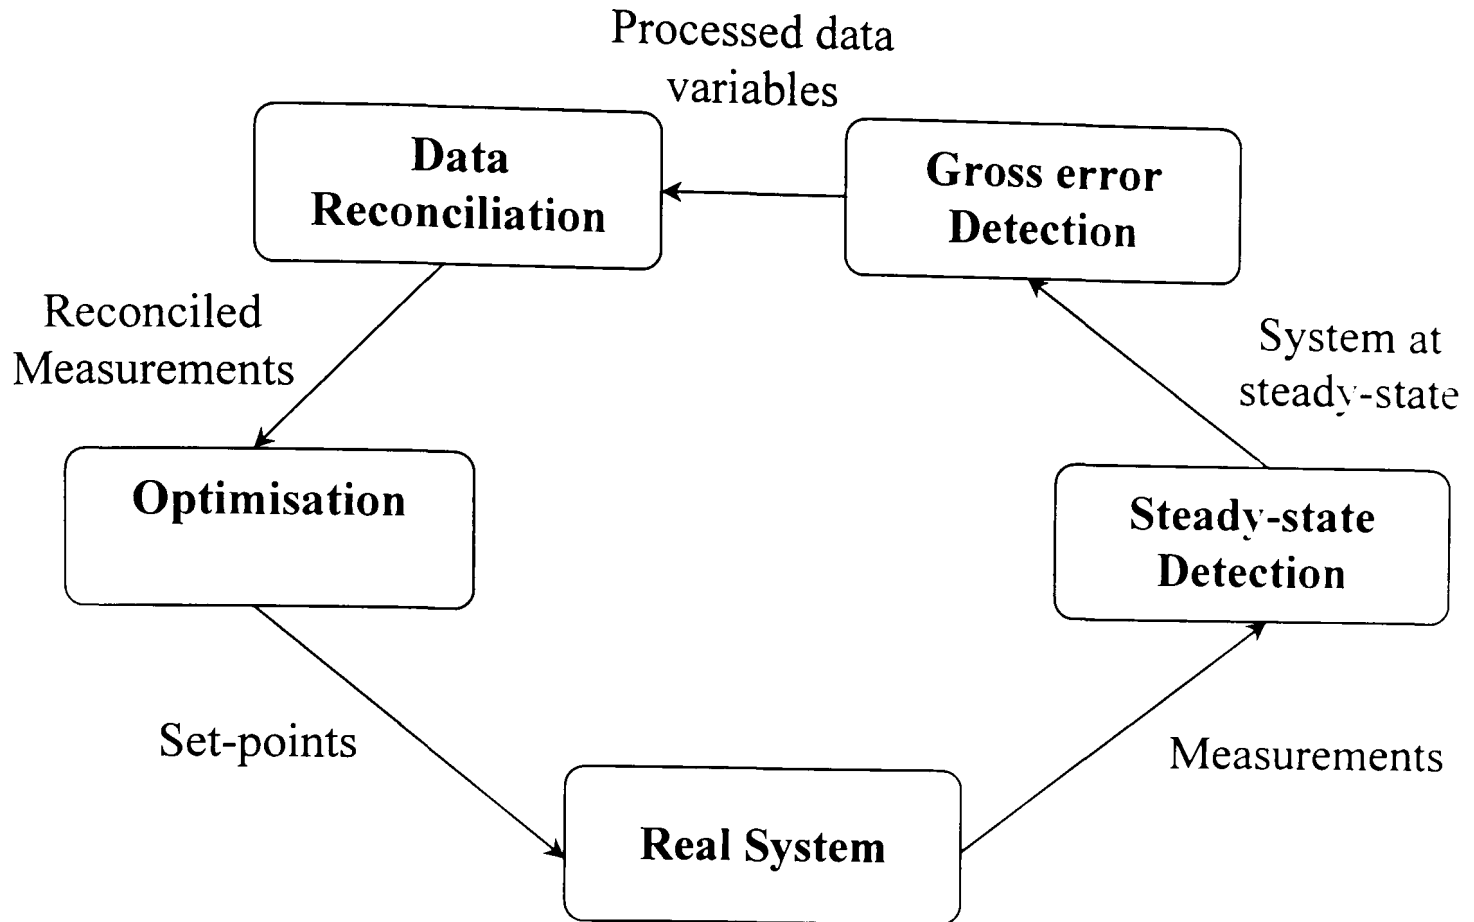 Processed data
variables
Data
Reconciliation
Gross error
Detection
Reconciled
Measurements
System at
steady-state
Optimisation
Steady-state
Detection
Set-points
Measurements
Real System